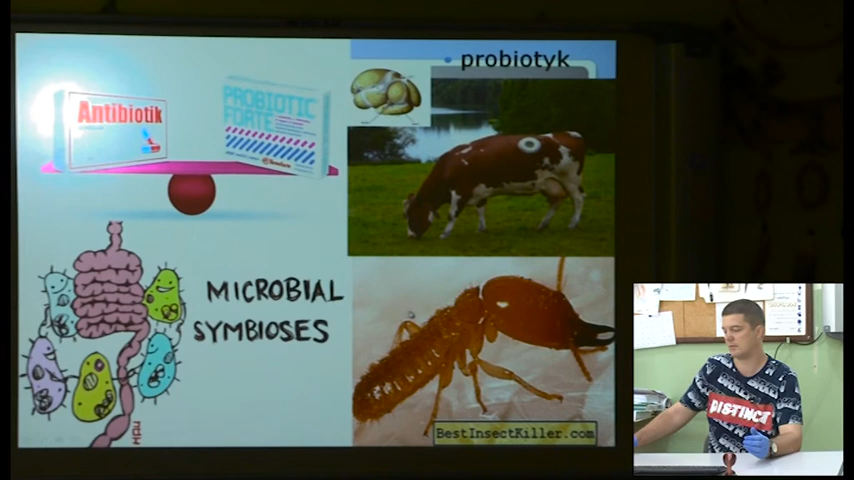 probiotyk
Antibiotik
PROBIOTIC
FORTE
MICROBIAL
SYMBIOSES
BestInsectKiller.com
DISTINCT